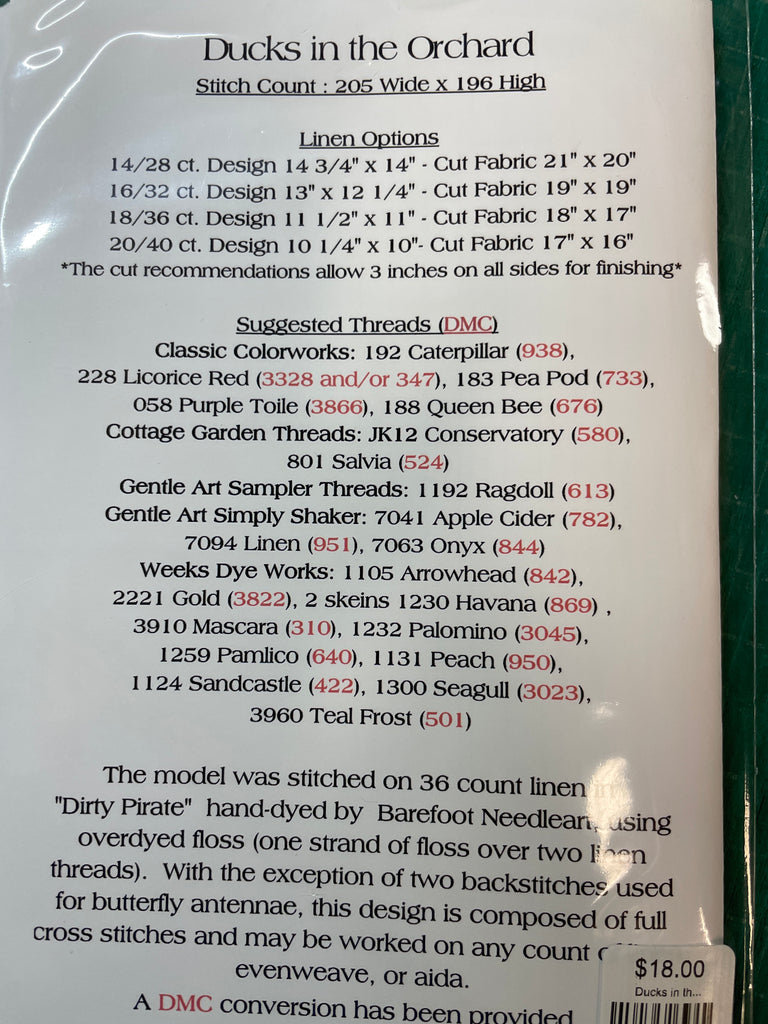 Ducks in the Orchard
Stitch Count : 205 Wide x 196 High
Linen Options
14/28 ct. Design 14 3/4" x 14" - Cut Fabric 21" x 20"
16/32 ct. Design 13" x 12 1/4" - Cut Fabric 19" x 19"
18/36 ct. Design 11 1/2" x 11" - Cut Fabric 18" x 17"
20/40 ct. Design 10 1/4" x 10"- Cut Fabric 17" x 16"
*The cut recommendations allow 3 inches on all sides for finishing*
Suggested Threads (DMC)
Classic Colorworks: 192 Caterpillar (938),
228 Licorice Red (3328 and/or 347), 183 Pea Pod (733),
058 Purple Toile (3866), 188 Queen Bee (676)
Cottage Garden Threads: JK12 Conservatory (580),
801 Salvia (524)
Gentle Art Sampler Threads: 1192 Ragdoll (613)
Gentle Art Simply Shaker: 7041 Apple Cider (782),
7094 Linen (951), 7063 Onyx (844)
Weeks Dye Works: 1105 Arrowhead (842),
2221 Gold (3822), 2 skeins 1230 Havana (869) ,
3910 Mascara (310), 1232 Palomino (3045),
1259 Pamlico (640), 1131 Peach (950),
1124 Sandcastle (422), 1300 Seagull (3023),
3960 Teal Frost (501)
The model was stitched on 36 count linen
"Dirty Pirate" hand-dyed by Barefoot Needleart, using
overdyed floss (one strand of floss over two linen
threads). With the exception of two backstitches used
for butterfly antennae, this design is composed of full
cross stitches and may be worked on any count
evenweave, or aida.
A DMC conversion has been provided
$18.00
Ducks in th...